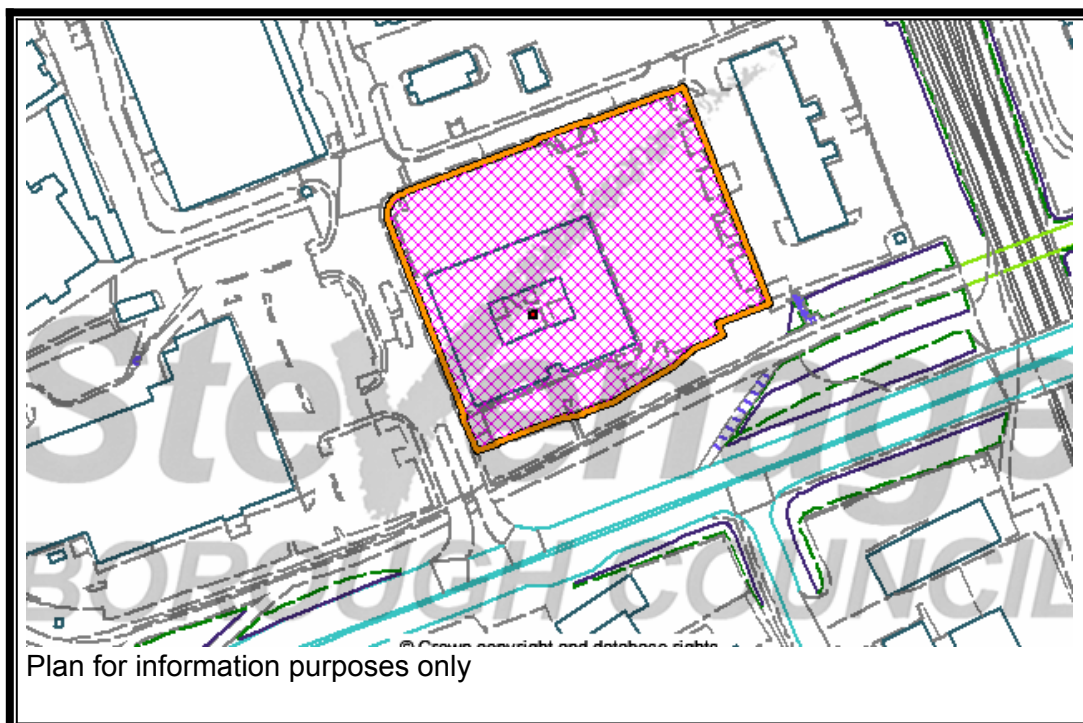 Stevenage
BOROUGH COUNCIL
© Crown copyright and database rights
Plan for information purposes only